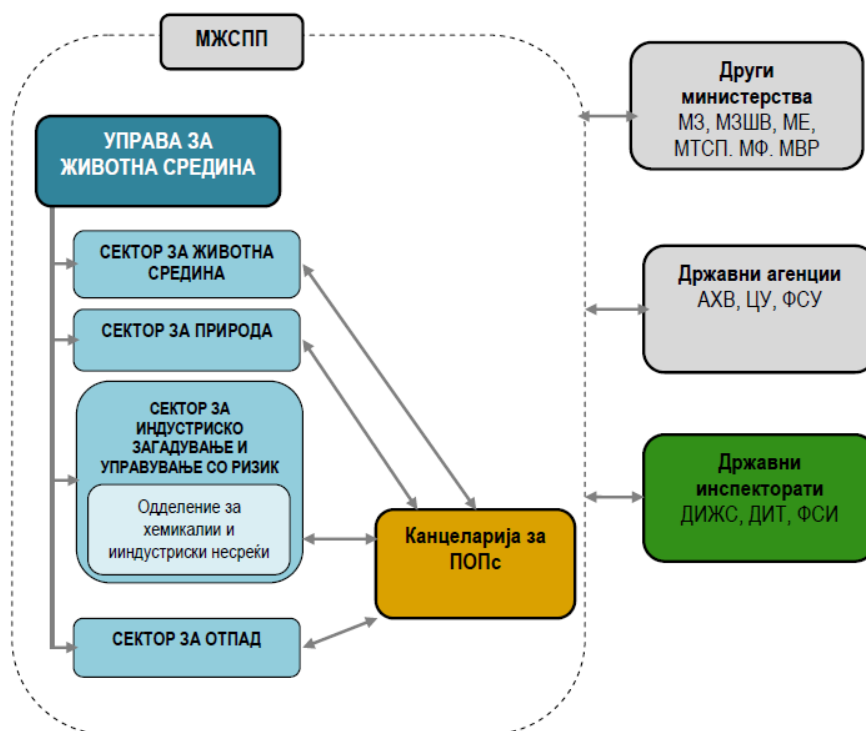 МЖСПП
УПРАВА ЗА
ЖИВОТНА СРЕДИНА
СЕКТОР ЗА ЖИВОТНА
СРЕДИНА
СЕКТОР ЗА ПРИРОДА
СЕКТОР ЗА
ИНДУСТРИСКО
ЗАГАДУВАЊЕ И
УПРАВУВАЊЕ СО РИЗИК
Одделение за
хемикалии и
ииндустриски несреќи
СЕКТОР ЗА ОТПАД
Канцеларија за
ПОПс
Други
министерства
МЗ, МЗШВ, МЕ,
МТСП. МФ. МВР
Државни агенции
АХВ, ЦУ, ФСУ
Државни
инспекторати
ДИЖС, ДИТ, ФСИ